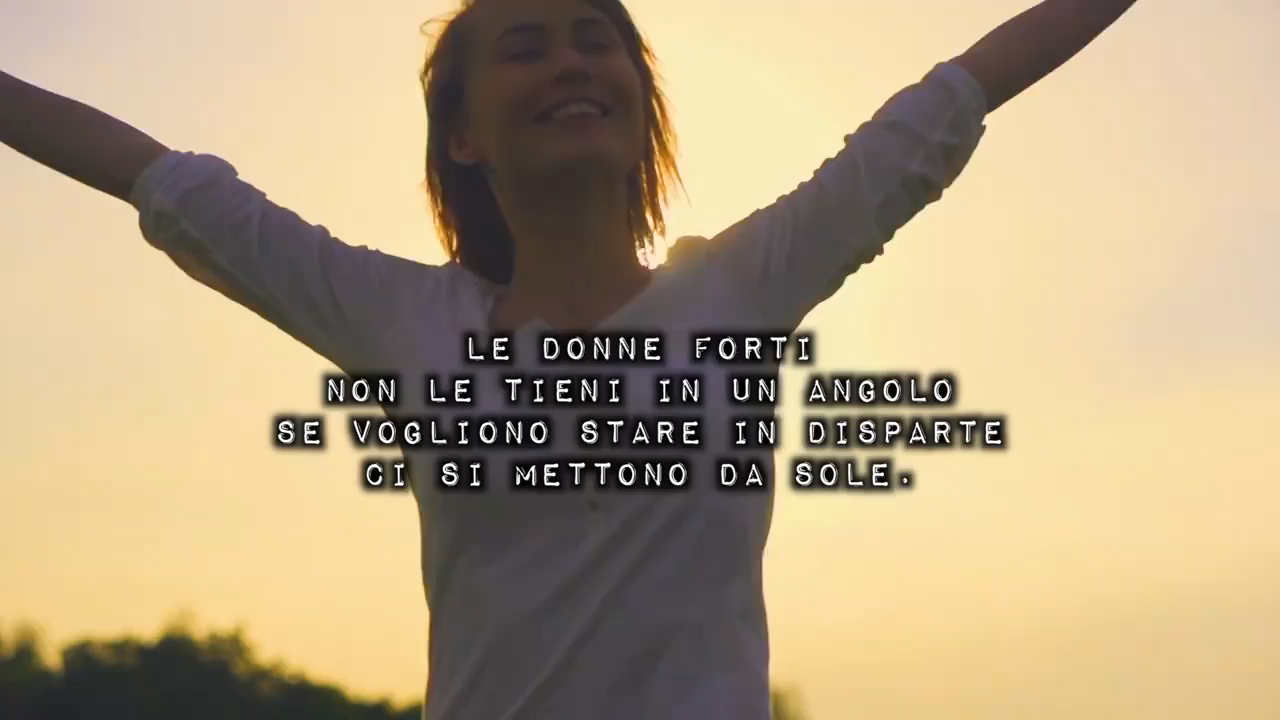 LE DONNE FORTI
NON LE TIENI IN UN ANGOLO
SE VOGLIONO STARE IN DISPARTE
CI SI METTONO DA SOLE.